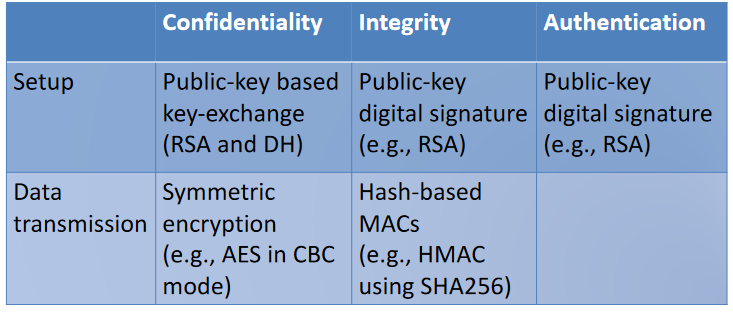 Confidentiality
Integrity
Authentication
Setup
Public-key based
key-exchange
(RSA and DH)
Public-key
digital signature
(e.g., RSA)
Public-key
digital signature
(e.g., RSA)
Data
transmission
Symmetric
encryption
(e.g., AES in CBC
mode)
Hash-based
MACs
(e.g., HMAC
using SHA256)